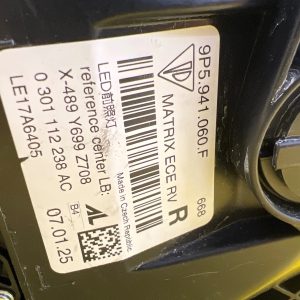 9P5.941.060.F
MATRIX ECE RV
R
668
Made in Czech Republic
LED前照灯
reference center LB:
X-489 Y699 Z708
0 301 112 238 AC
LE17A6405
AL
B4
07.01.25